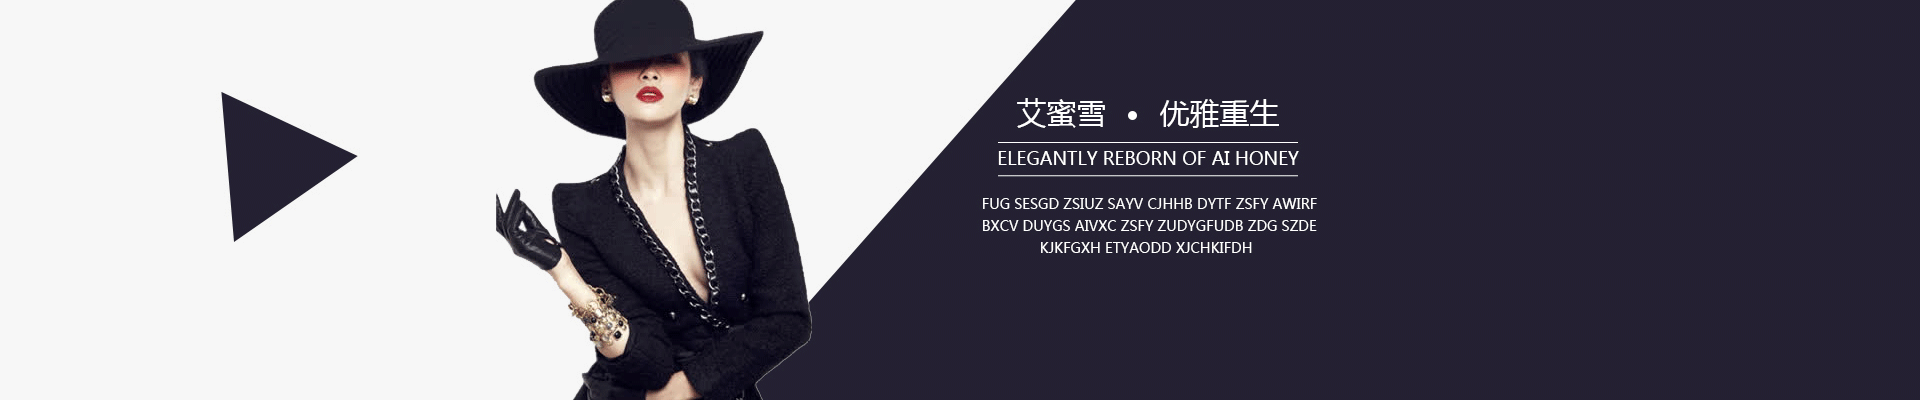 艾蜜雪 • 优雅重生
ELEGANTLY REBORN OF AI HONEY
FUG SESGD ZSIUZ SAYV CJHHB DYTF ZSFY AWIRF
BXCV DUYGS AIVXC ZSFY ZUDYGFUDB ZDG SZDE
KJKFGXH ETYAODD XJCHKIFDH